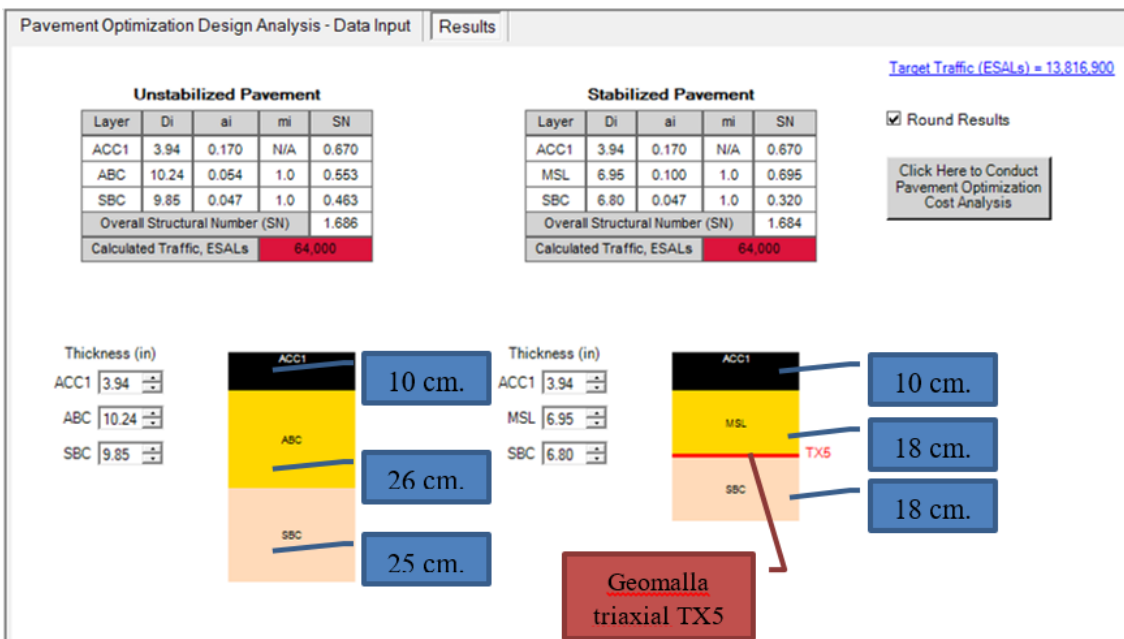 Pavement Optimization Design Analysis - Data Input Results
Target Traffic (ESALs) = 13,816,900
Round Results
Click Here to Conduct
Pavement Optimization
Cost Analysis
Unstabilized Pavement
Layer Di ai mi SN
ACC1 3.94 0.170 N/A 0.670
ABC 10.24 0.054 1.0 0.553
SBC 9.85 0.047 1.0 0.463
Overall Structural Number (SN) 1.686
Calculated Traffic, ESALs 64,000
Stabilized Pavement
Layer Di ai mi SN
ACC1 3.94 0.170 N/A 0.670
MSL 6.95 0.100 1.0 0.695
SBC 6.80 0.047 1.0 0.320
Overall Structural Number (SN) 1.684
Calculated Traffic, ESALs 64,000
Thickness (in)
ACC1 3.94
ABC 10.24
SBC 9.85
ACC1
ABC
SBC
10 cm.
26 cm.
25 cm.
Thickness (in)
ACC1 3.94
MSL 6.95
SBC 6.80
ACC1
MSL
TX5
SBC
10 cm.
18 cm.
18 cm.
Geomalla
triaxial TX5